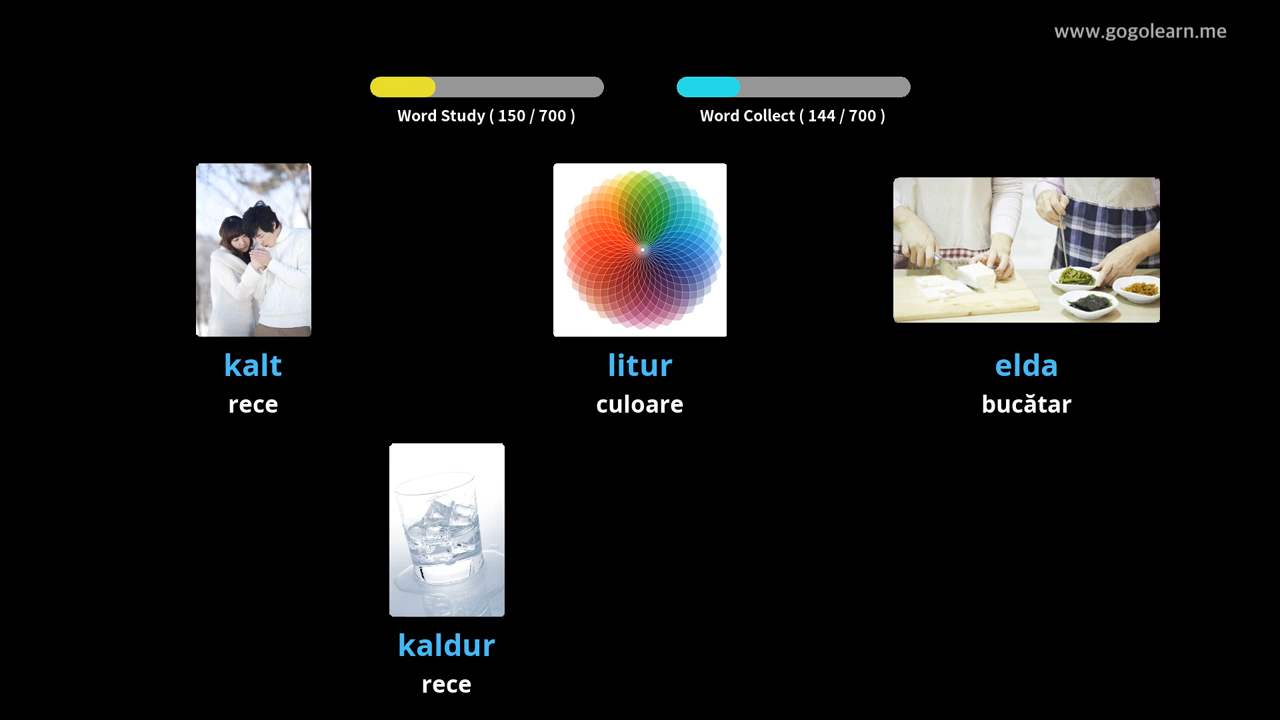 www.gogolearn.me
Word Study ( 150 / 700 )
Word Collect ( 144 / 700 )
kalt
rece
litur
culoare
elda
bucătar
kaldur
rece